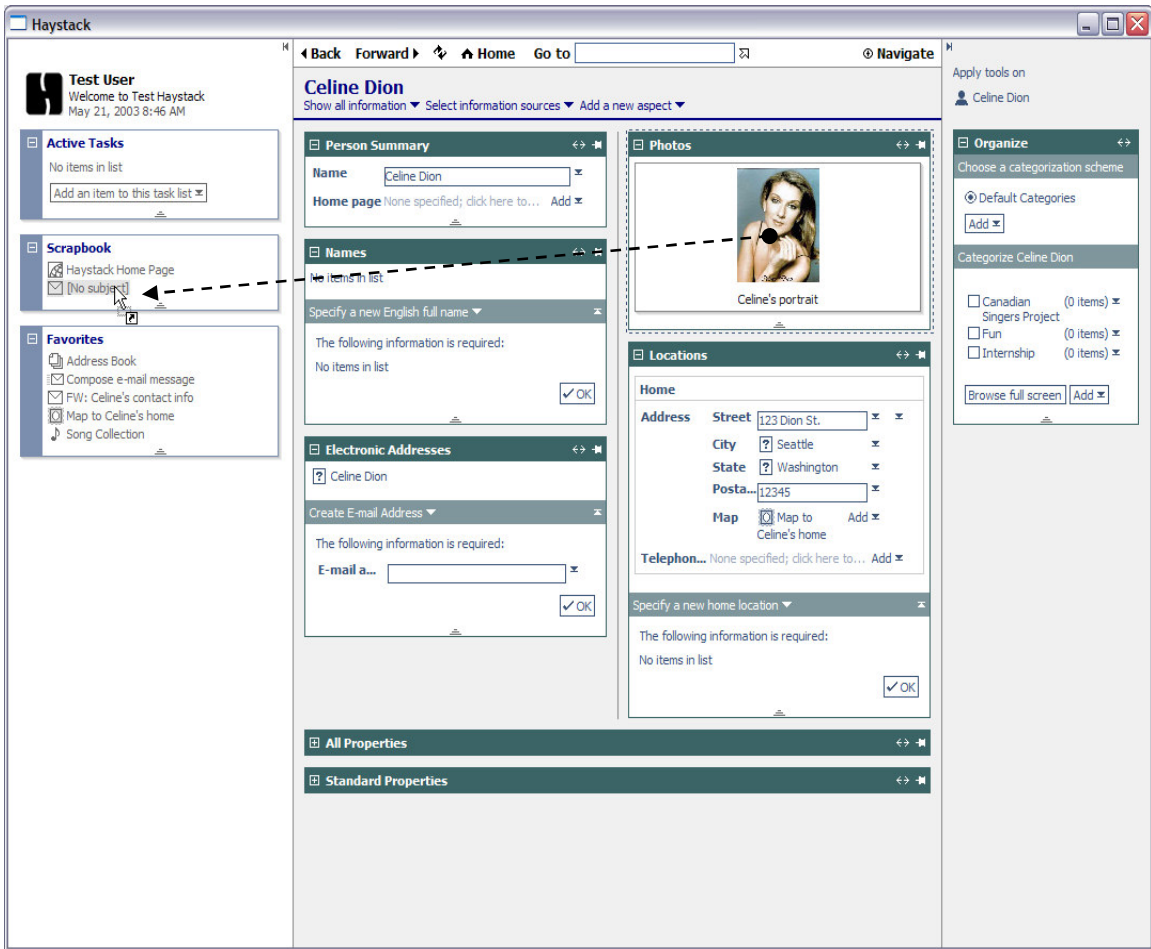 Haystack
Test User
Welcome to Test Haystack
May 21, 2003 8:46 AM
Active Tasks
No items in list
Add an item to this task list
Scrapbook
Haystack Home Page
[No subject]
Favorites
Address Book
Compose e-mail message
FW: Celine's contact info
Map to Celine's home
Song Collection
Back Forward Home Go to Navigate
Celine Dion
Show all information Select information sources Add a new aspect
Person Summary
Name Celine Dion
Home page None specified; click here to... Add
Names
No items in list
Specify a new English full name
The following information is required:
No items in list
OK
Electronic Addresses
? Celine Dion
Create E-mail Address
The following information is required:
E-mail a...
OK
Photos
Celine's portrait
Locations
Home
Address Street 123 Dion St.
City ? Seattle
State ? Washington
Posta... 12345
Map Map to Add
Celine's home
Telephon... None specified; click here to... Add
Specify a new home location
The following information is required:
No items in list
OK
All Properties
Standard Properties
Apply tools on
Celine Dion
Organize
Choose a categorization scheme
Default Categories
Add
Categorize Celine Dion
Canadian (0 items)
Singers Project
Fun (0 items)
Internship (0 items)
Browse full screen Add